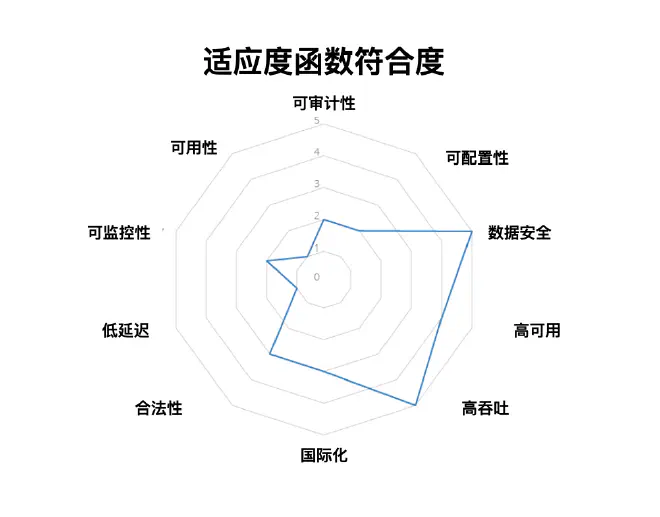 适应度函数符合度
可审计性
5
可用性
4
可配置性
3
2
可监控性
数据安全
1
0
低延迟
高可用
合法性
高吞吐
国际化